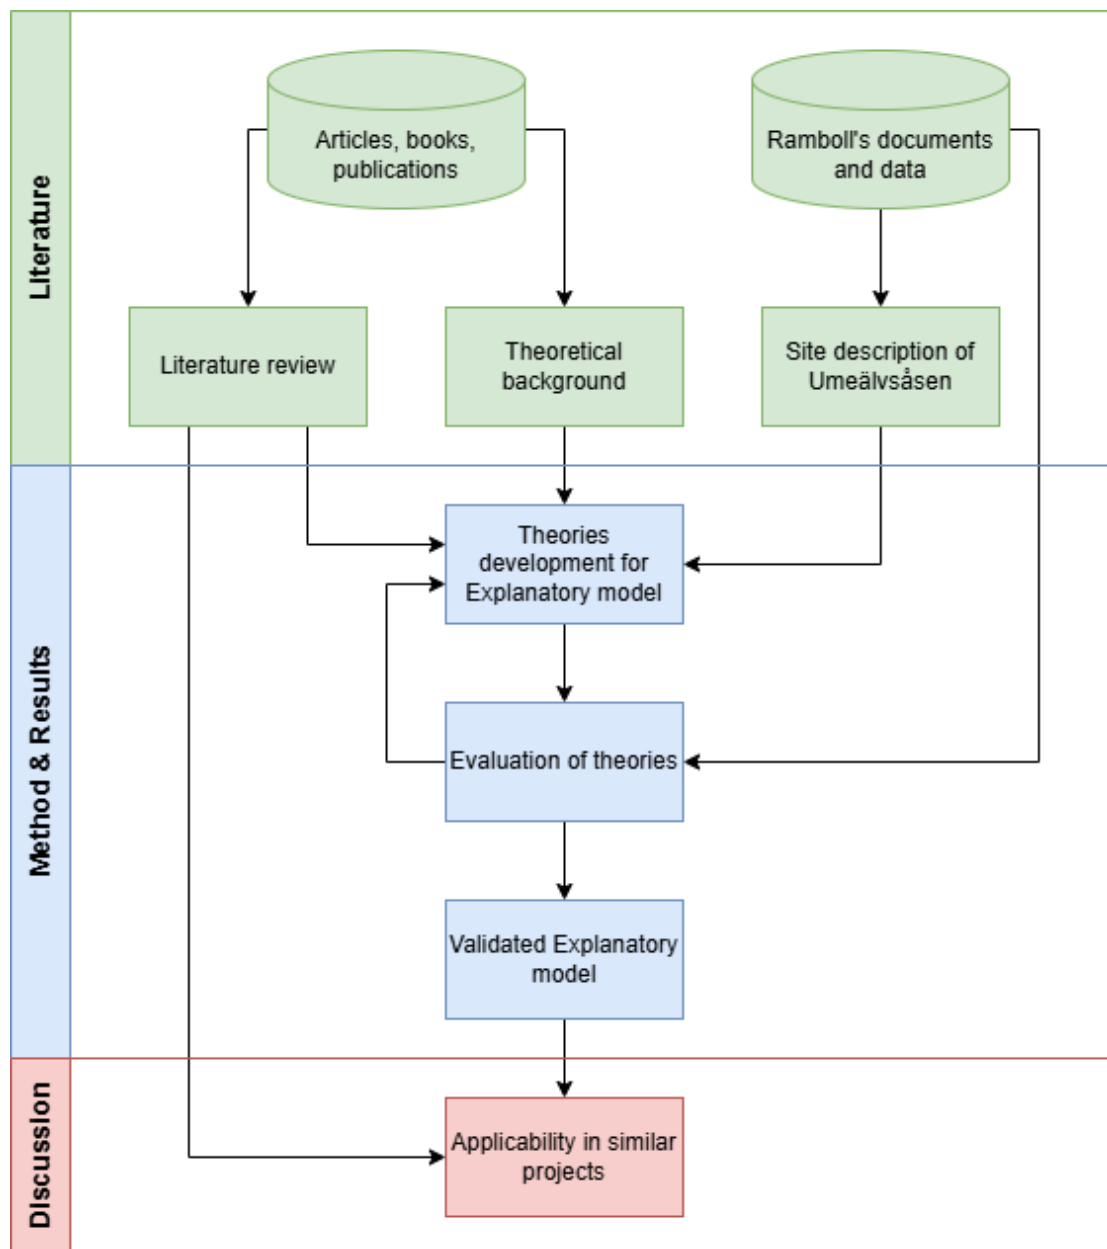 Literature
Articles, books,
publications
Ramboll's documents
and data
Literature review
Theoretical
background
Site description of
Umeälvsåsen
Method & Results
Theories
development for
Explanatory model
Evaluation of theories
Validated Explanatory
model
Discussion
Applicability in similar
projects